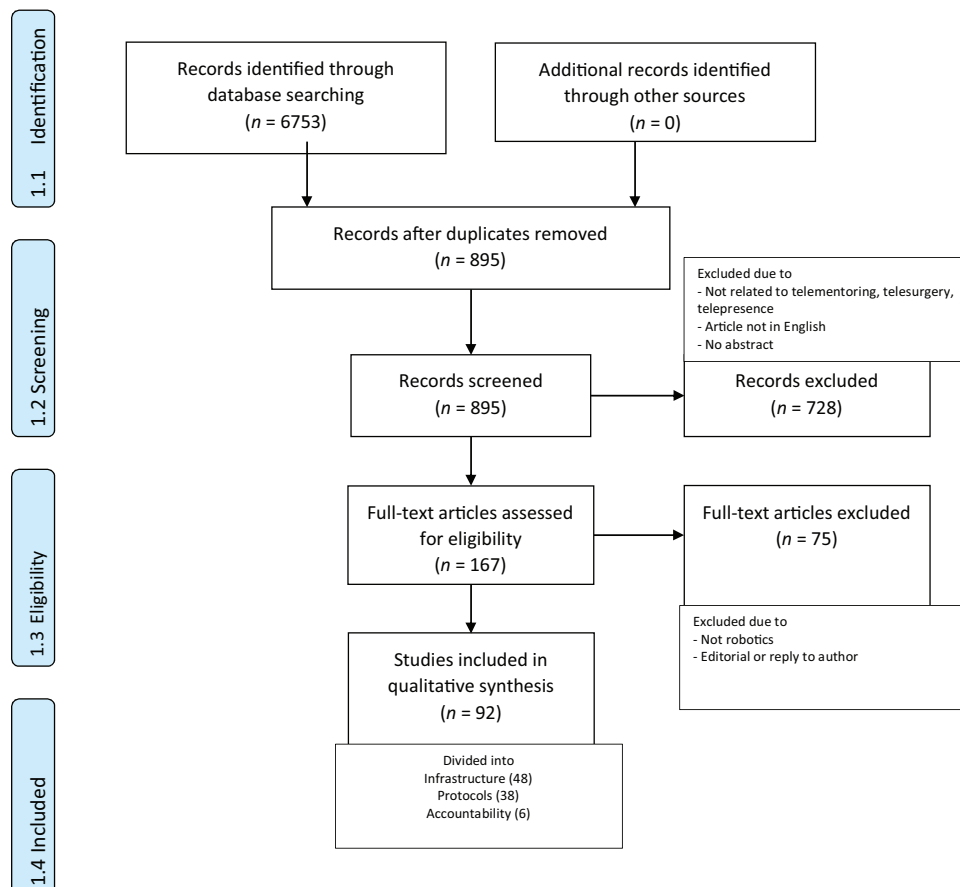 1.1 Identification
Records identified through
database searching
(n = 6753)
Additional records identified
through other sources
(n = 0)
Records after duplicates removed
(n = 895)
1.2 Screening
Excluded due to
- Not related to telementoring, telesurgery,
telepresence
- Article not in English
- No abstract
Records screened
(n = 895)
Records excluded
(n = 728)
1.3 Eligibility
Full-text articles assessed
for eligibility
(n = 167)
Full-text articles excluded
(n = 75)
Excluded due to
- Not robotics
- Editorial or reply to author
1.4 Included
Studies included in
qualitative synthesis
(n = 92)
Divided into
Infrastructure (48)
Protocols (38)
Accountability (6)